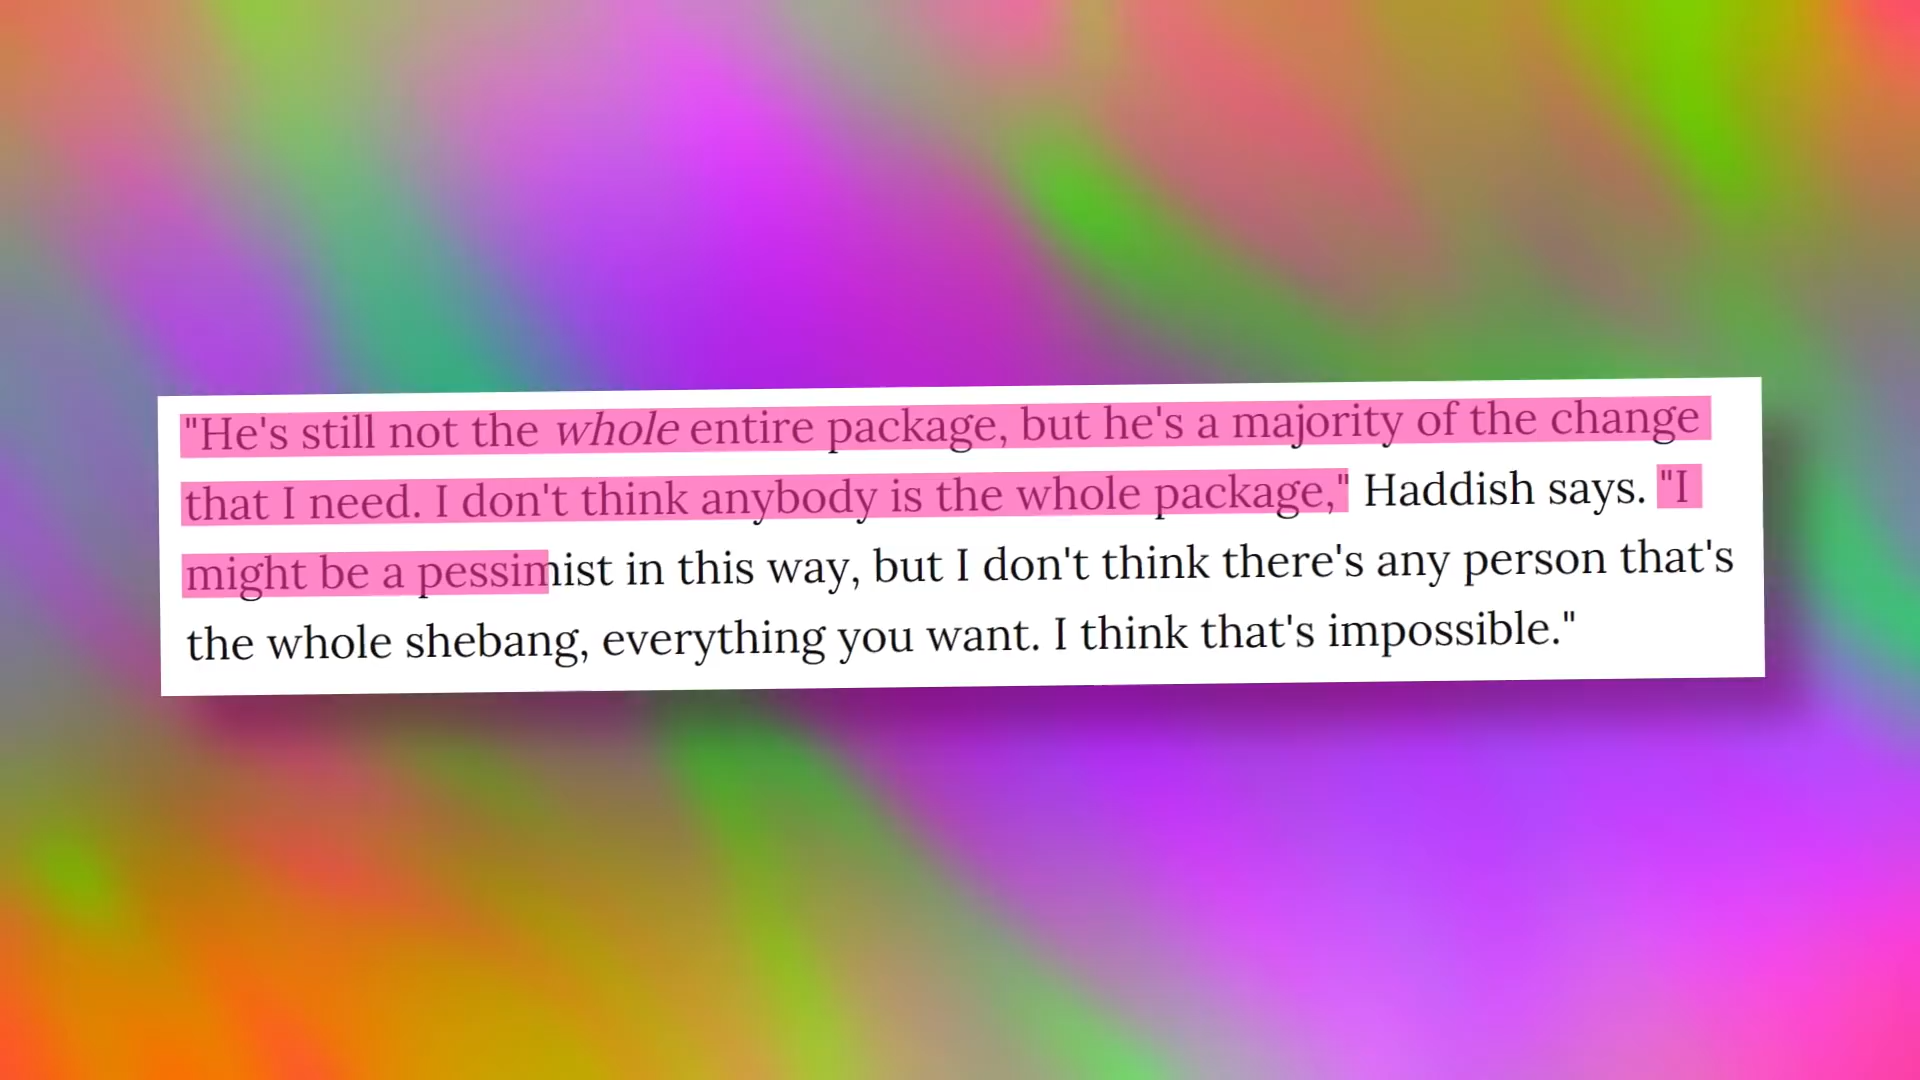 "He's still not the whole entire package, but he's a majority of the change
that I need. I don't think anybody is the whole package," Haddish says. "I
might be a pessimist in this way, but I don't think there's any person that's
the whole shebang, everything you want. I think that's impossible."